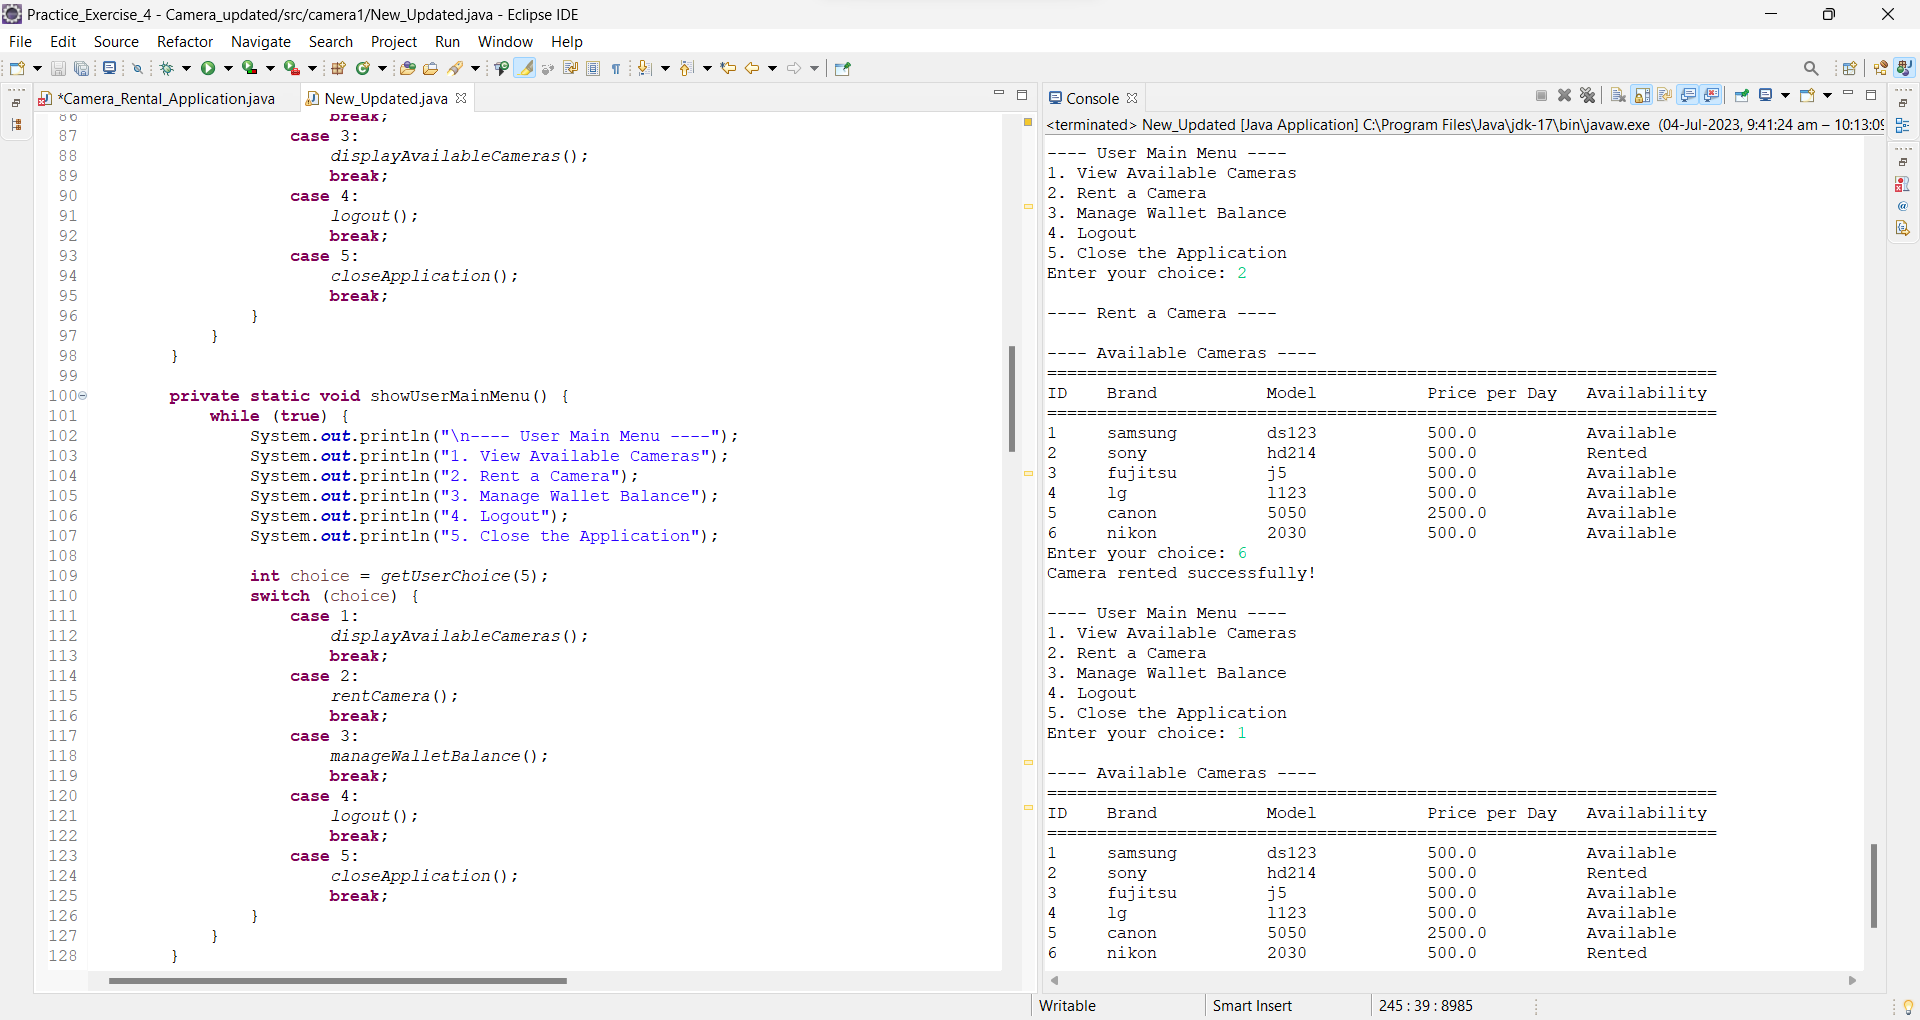 Practice_Exercise_4 - Camera_updated/src/camera1/New_Updated.java - Eclipse IDE
File Edit Source Refactor Navigate Search Project Run Window Help
*Camera_Rental_Application.java
New_Updated.java
86 break;
87 case 3:
88 displayAvailableCameras();
89 break;
90 case 4:
91 logout();
92 break;
93 case 5:
94 closeApplication();
95 break;
96 }
97 }
98 }
99
100 private static void showUserMainMenu() {
101 while (true) {
102 System.out.println("\n---- User Main Menu ----");
103 System.out.println("1. View Available Cameras");
104 System.out.println("2. Rent a Camera");
105 System.out.println("3. Manage Wallet Balance");
106 System.out.println("4. Logout");
107 System.out.println("5. Close the Application");
108
109 int choice = getUserChoice(5);
110 switch (choice) {
111 case 1:
112 displayAvailableCameras();
113 break;
114 case 2:
115 rentCamera();
116 break;
117 case 3:
118 manageWalletBalance();
119 break;
120 case 4:
121 logout();
122 break;
123 case 5:
124 closeApplication();
125 break;
126 }
127 }
128 }
Console
<terminated> New_Updated [Java Application] C:\Program Files\Java\jdk-17\bin\javaw.exe (04-Jul-2023, 9:41:24 am – 10:13:09
---- User Main Menu ----
1. View Available Cameras
2. Rent a Camera
3. Manage Wallet Balance
4. Logout
5. Close the Application
Enter your choice: 2
---- Rent a Camera ----
---- Available Cameras ----
===================================================================
ID Brand Model Price per Day Availability
===================================================================
1 samsung ds123 500.0 Available
2 sony hd214 500.0 Rented
3 fujitsu j5 500.0 Available
4 lg l123 500.0 Available
5 canon 5050 2500.0 Available
6 nikon 2030 500.0 Available
Enter your choice: 6
Camera rented successfully!
---- User Main Menu ----
1. View Available Cameras
2. Rent a Camera
3. Manage Wallet Balance
4. Logout
5. Close the Application
Enter your choice: 1
---- Available Cameras ----
===================================================================
ID Brand Model Price per Day Availability
===================================================================
1 samsung ds123 500.0 Available
2 sony hd214 500.0 Rented
3 fujitsu j5 500.0 Available
4 lg l123 500.0 Available
5 canon 5050 2500.0 Available
6 nikon 2030 500.0 Rented
Writable Smart Insert 245 : 39 : 8985